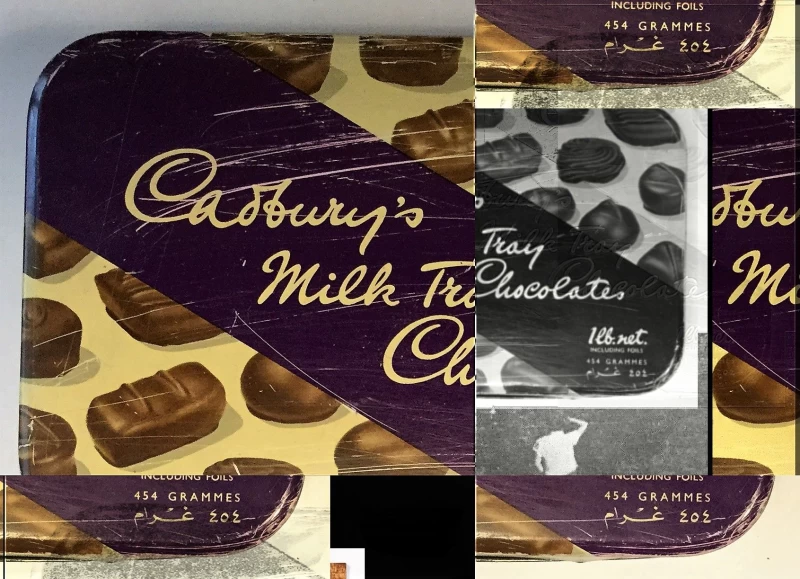 INCLUDING FOILS
454 GRAMMES
٤٥٤ غرام
Cadbury's
Milk Tra
Ch
Tray
Chocolates
1lb.net.
INCLUDING FOILS
454 GRAMMES
٤٥٤ غرام
INCLUDING FOILS
454 GRAMMES
٤٥٤ غرام
INCLUDING FOILS
454 GRAMMES
٤٥٤ غرام